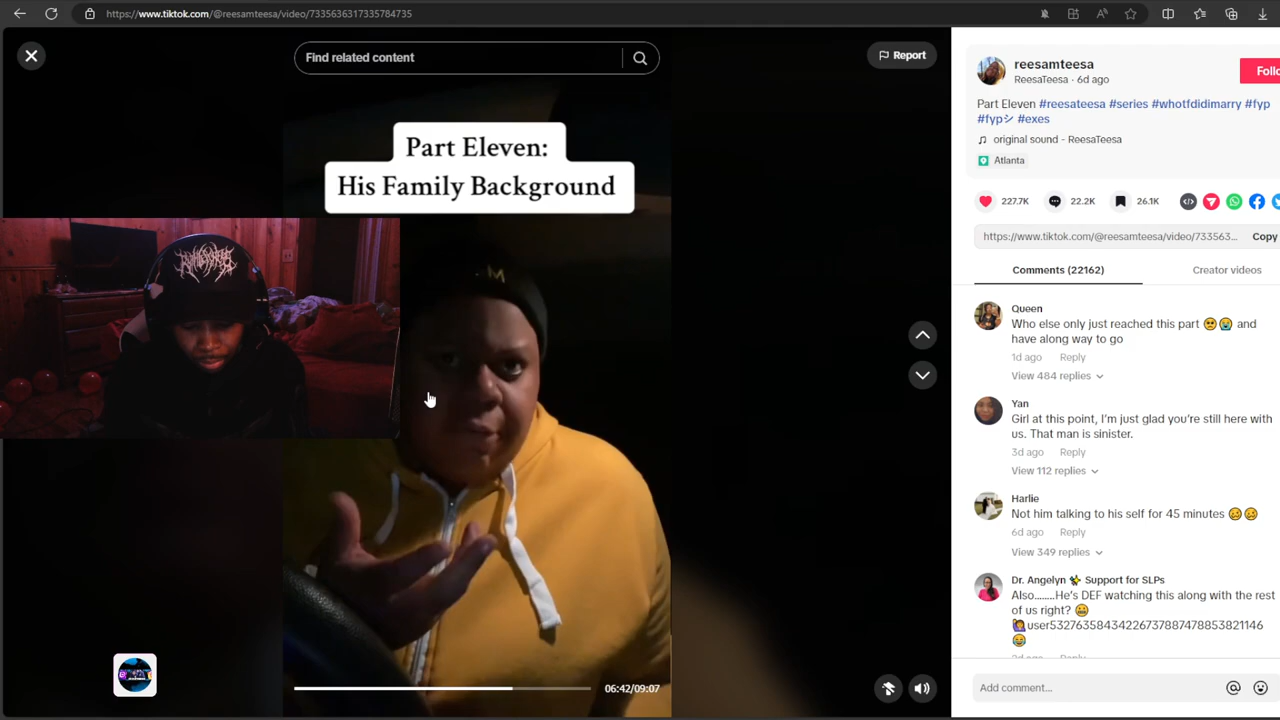 https://www.tiktok.com/@reesamteesa/video/7335636317335784735
Find related content
Report
Part Eleven:
His Family Background
M
06:42/09:07
reesamteesa
ReesaTeesa · 6d ago
Follo
Part Eleven #reesateesa #series #whotfdidimarry #fyp
#fypシ #exes
original sound - ReesaTeesa
Atlanta
227.7K
22.2K
26.1K
https://www.tiktok.com/@reesamteesa/video/733563...
Copy
Comments (22162)
Creator videos
Queen
Who else only just reached this part 🥺😭 and
have along way to go
1d ago Reply
View 484 replies
Yan
Girl at this point, I'm just glad you're still here with
us. That man is sinister.
3d ago Reply
View 112 replies
Harlie
Not him talking to his self for 45 minutes 😖😖
6d ago Reply
View 349 replies
Dr. Angelyn ✨ Support for SLPs
Also........He's DEF watching this along with the rest
of us right? 😬
🙋user5327635843422673788747885382​1146
😂
Add comment...